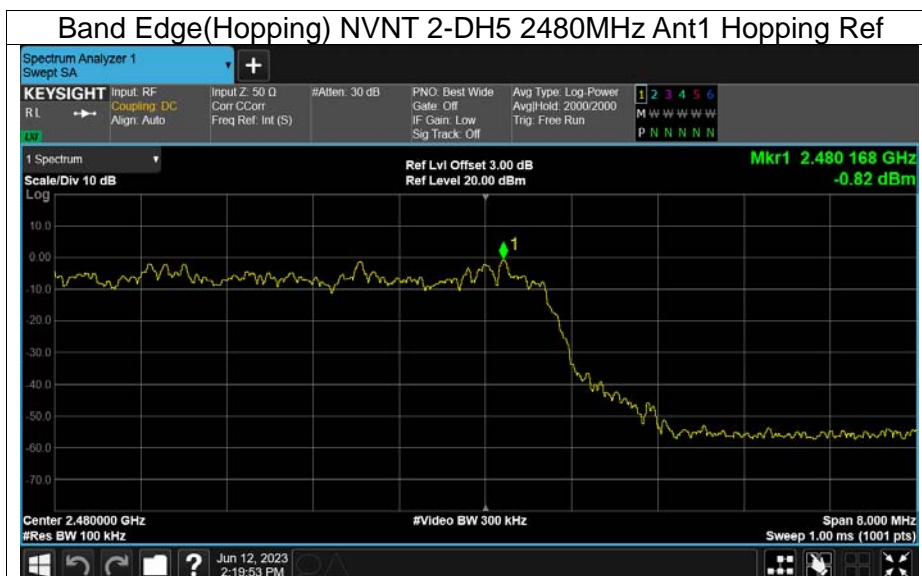 Band Edge(Hopping) NVNT 2-DH5 2480MHz Ant1 Hopping Ref
Spectrum Analyzer 1
Swept SA
+
KEYSIGHT
RL
LXI
Input: RF
Coupling: DC
Align: Auto
Input Z: 50 Ω
Corr CCorr
Freq Ref: Int (S)
#Atten: 30 dB
PNO: Best Wide
Gate: Off
IF Gain: Low
Sig Track: Off
Avg Type: Log-Power
Avg|Hold: 2000/2000
Trig: Free Run
1 2 3 4 5 6
M W W W W W
P N N N N N
1 Spectrum
Scale/Div 10 dB
Log
Ref Lvl Offset 3.00 dB
Ref Level 20.00 dBm
Mkr1 2.480 168 GHz
-0.82 dBm
10.0
0.00
-10.0
-20.0
-30.0
-40.0
-50.0
-60.0
-70.0
1
Center 2.480000 GHz
#Res BW 100 kHz
#Video BW 300 kHz
Span 8.000 MHz
Sweep 1.00 ms (1001 pts)
?
Jun 12, 2023
2:19:53 PM